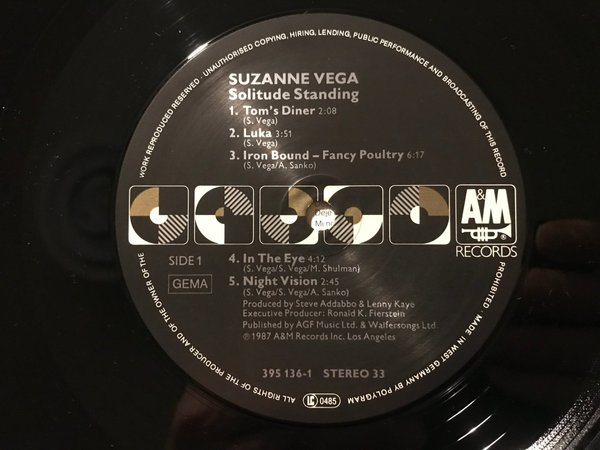 WORK REPRODUCED RESERVED · UNAUTHORISED COPYING, HIRING, LENDING, PUBLIC PERFORMANCE AND BROADCASTING OF THIS RECORD
SUZANNE VEGA
Solitude Standing
1. Tom's Diner 2:08
(S. Vega)
2. Luka 3:51
(S. Vega)
3. Iron Bound – Fancy Poultry 6:17
(S. Vega/A. Sanko)
A&M
RECORDS
Deje
Mi ni
SIDE 1
GEMA
4. In The Eye 4:12
(S. Vega/S. Vega/M. Shulman)
5. Night Vision 2:45
(S. Vega/S. Vega/A. Sanko)
Produced by Steve Addabbo & Lenny Kaye
Executive Producer: Ronald K. Fierstein
Published by AGF Music Ltd. & Waifersongs Ltd.
℗ 1987 A&M Records Inc. Los Angeles
395 136-1 STEREO 33
LC 0485
ALL RIGHTS OF THE PRODUCER AND OF THE OWNER OF THE
PROHIBITED · MADE IN WEST GERMANY BY POLYGRAM